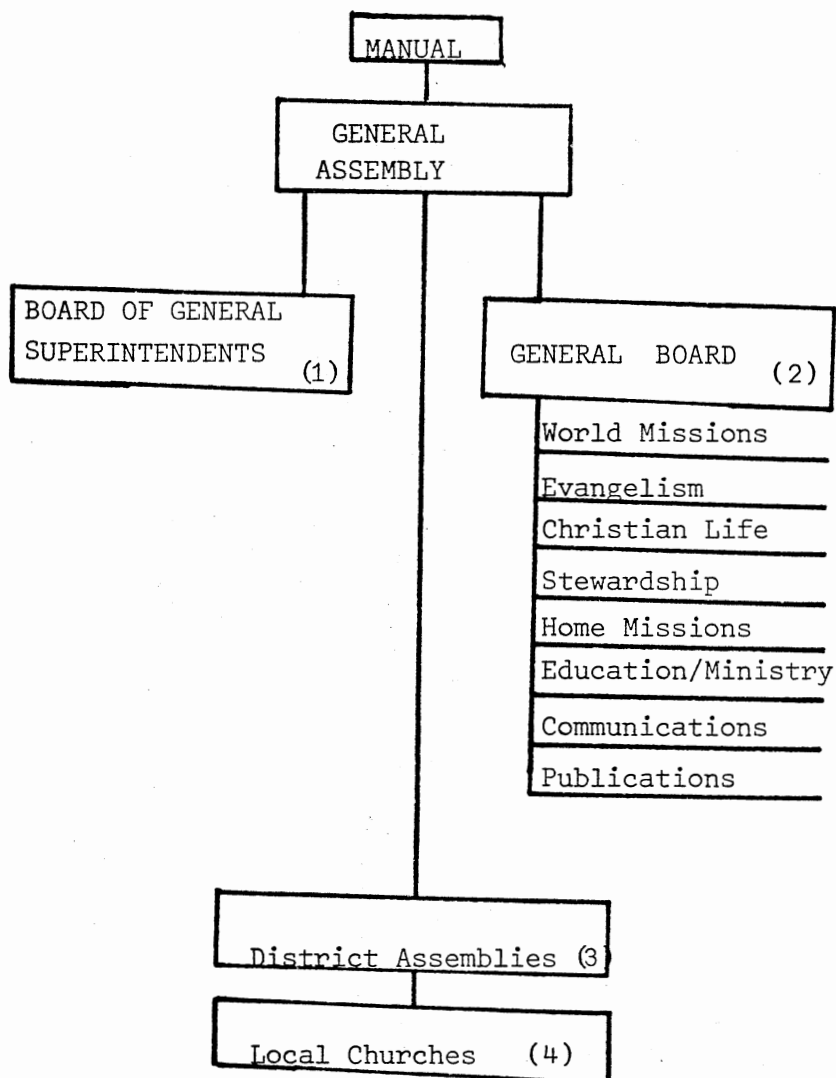 MANUAL
GENERAL
ASSEMBLY
BOARD OF GENERAL
SUPERINTENDENTS (1)
GENERAL BOARD (2)
World Missions
Evangelism
Christian Life
Stewardship
Home Missions
Education/Ministry
Communications
Publications
District Assemblies (3)
Local Churches (4)